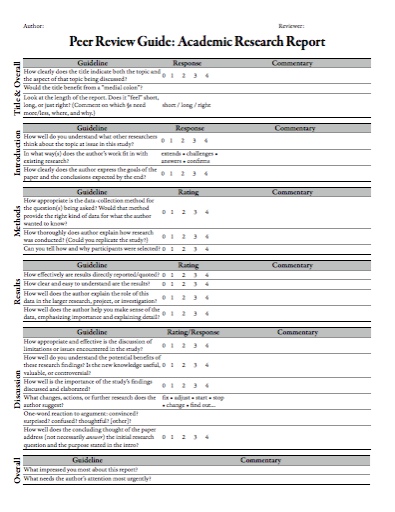 Author: Reviewer:
Peer Review Guide: Academic Research Report
Title & Overall
Guideline Response Commentary
How clearly does the title indicate both the topic and 0 1 2 3 4
the aspect of that topic being discussed?
Would the title benefit from a "medial colon"?
Look at the length of the report. Does it "feel" short,
long, or just right? (Comment on which §s need short / long / right
more/less, where, and why.)
Introduction
Guideline Response Commentary
How well do you understand what other researchers 0 1 2 3 4
think about the topic at issue in this study?
In what way(s) does the author's work fit in with extends • challenges •
existing research? answers • confirms
How clearly does the author express the goals of the 0 1 2 3 4
paper and the conclusions expected by the end?
Methods
Guideline Rating Commentary
How appropriate is the data-collection method for
the question(s) being asked? Would that method 0 1 2 3 4
provide the right kind of data for what the author
wanted to know?
How thoroughly does author explain how research 0 1 2 3 4
was conducted? (Could you replicate the study?)
Can you tell how and why participants were selected? 0 1 2 3 4
Results
Guideline Rating Commentary
How effectively are results directly reported/quoted? 0 1 2 3 4
How clear and easy to understand are the results? 0 1 2 3 4
How well does the author explain the role of this 0 1 2 3 4
data in the larger research, project, or investigation?
How well does the author help you make sense of the 0 1 2 3 4
data, emphasizing importance and explaining detail?
Discussion
Guideline Rating/Response Commentary
How appropriate and effective is the discussion of 0 1 2 3 4
limitations or issues encountered in the study?
How well do you understand the potential benefits of
these research findings? Is the new knowledge useful, 0 1 2 3 4
valuable, or controversial?
How well is the importance of the study's findings 0 1 2 3 4
discussed and elaborated?
What changes, actions, or further research does the fix • adjust • start • stop
author suggest? • change • find out...
One-word reaction to argument: convinced?
surprised? confused? thoughtful? [other]?
How well does the concluding thought of the paper
address (not necessarily answer) the initial research 0 1 2 3 4
question and the purpose stated in the intro?
Overall
Guideline Commentary
What impressed you most about this report?
What needs the author's attention most urgently?